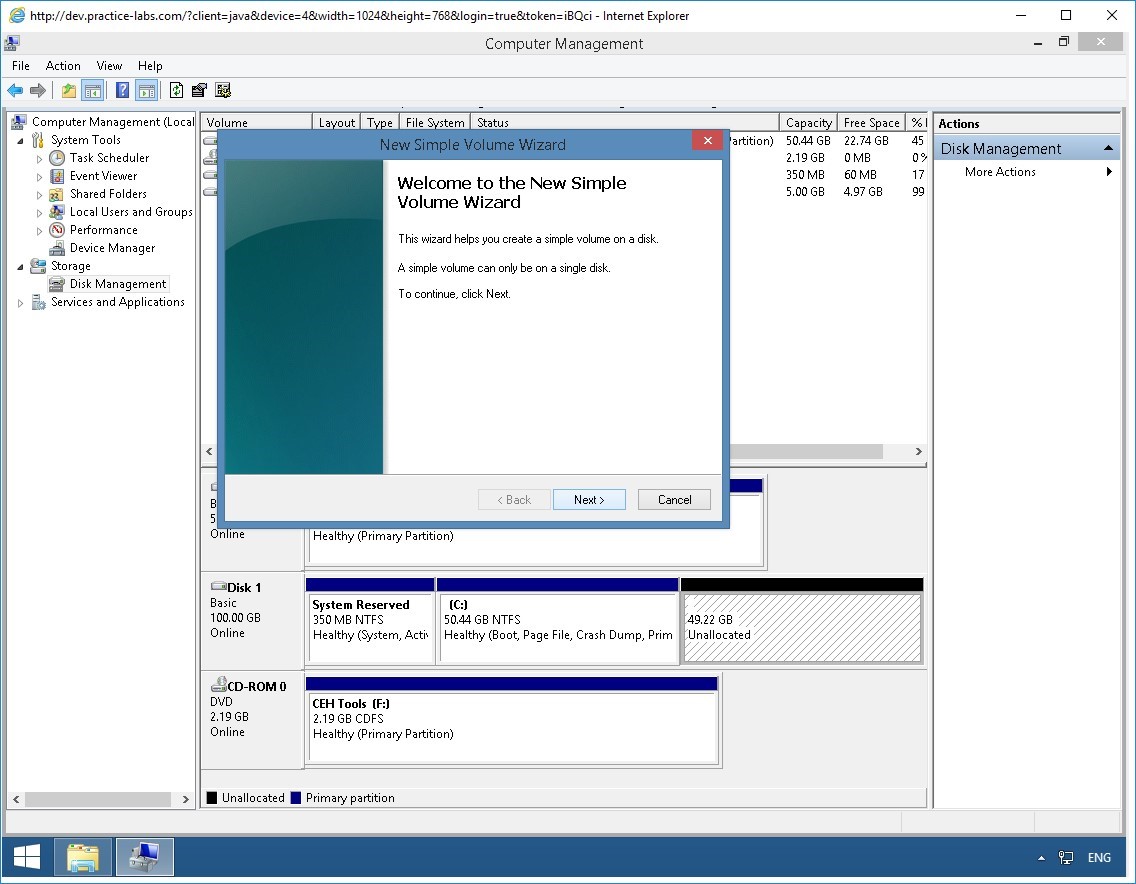 http://dev.practice-labs.com/?client=java&device=4&width=1024&height=768&login=true&token=iBQci - Internet Explorer
Computer Management
File Action View Help
Computer Management (Local
System Tools
Task Scheduler
Event Viewer
Shared Folders
Local Users and Groups
Performance
Device Manager
Storage
Disk Management
Services and Applications
Volume Layout Type File System Status Capacity Free Space % I
Partition) 50.44 GB 22.74 GB 45
2.19 GB 0 MB 0 %
350 MB 60 MB 17
5.00 GB 4.97 GB 99
Actions
Disk Management
More Actions
New Simple Volume Wizard
Welcome to the New Simple
Volume Wizard
This wizard helps you create a simple volume on a disk.
A simple volume can only be on a single disk.
To continue, click Next.
< Back Next > Cancel
B
5
Online
Healthy (Primary Partition)
Disk 1
Basic
100.00 GB
Online
System Reserved
350 MB NTFS
Healthy (System, Activ
(C:)
50.44 GB NTFS
Healthy (Boot, Page File, Crash Dump, Prim
49.22 GB
Unallocated
CD-ROM 0
DVD
2.19 GB
Online
CEH Tools (F:)
2.19 GB CDFS
Healthy (Primary Partition)
Unallocated Primary partition
ENG